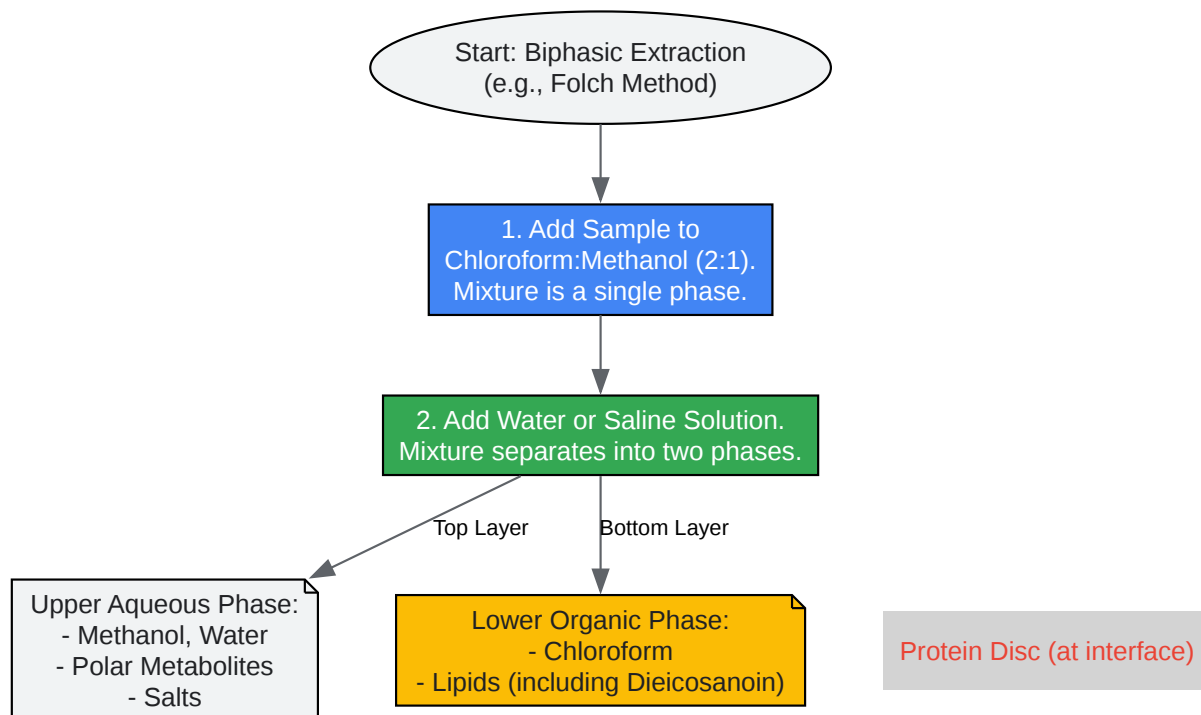 Start: Biphasic Extraction
(e.g., Folch Method)
1. Add Sample to
Chloroform:Methanol (2:1).
Mixture is a single phase.
2. Add Water or Saline Solution.
Mixture separates into two phases.
Top Layer
Bottom Layer
Upper Aqueous Phase:
- Methanol, Water
- Polar Metabolites
- Salts
Lower Organic Phase:
- Chloroform
- Lipids (including Dieicosanoin)
Protein Disc (at interface)